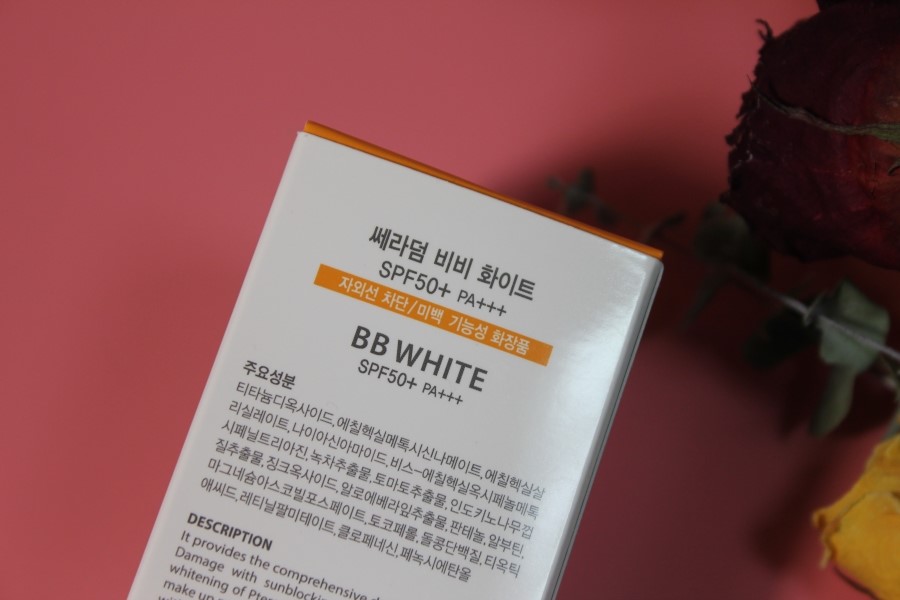 쎄라덤 비비 화이트
SPF50+ PA+++
자외선 차단/미백 기능성 화장품
BB WHITE
SPF50+ PA+++
주요성분
티타늄디옥사이드,에칠헥실메톡시신나메이트,에칠헥실살
리실레이트,나이아신아마이드,비스-에칠헥실옥시페놀메톡
시페닐트리아진,녹차추출물,토마토추출물,인도키노나무껍
질추출물,징크옥사이드,알로에베라잎추출물,판테놀,알부틴,
마그네슘아스코빌포스페이트,토코페롤,돌콩단백질,티옥틱
애씨드,레티닐팔미테이트,클로페네신,페녹시에탄올
DESCRIPTION
It provides the comprehensive
Damage with sunblocking
whitening of
make up